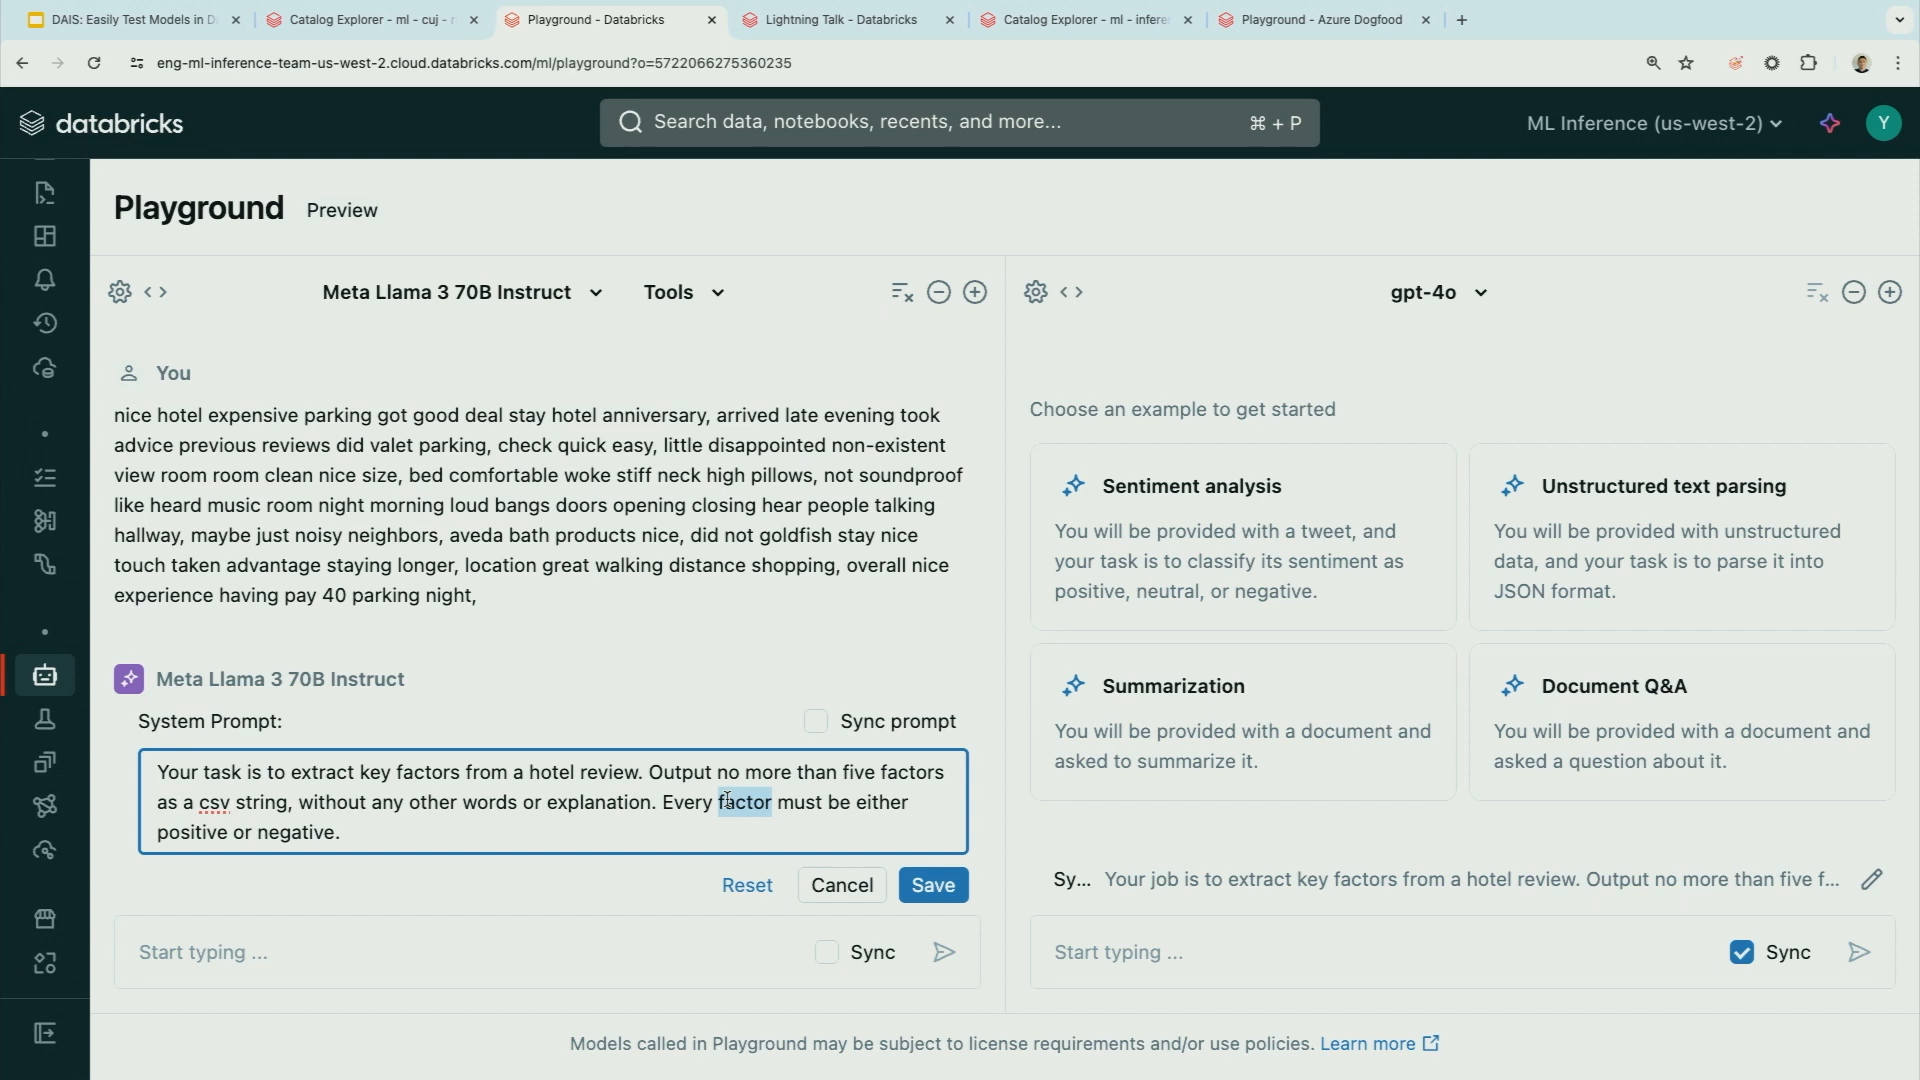 DAIS: Easily Test Models in D
Catalog Explorer - ml - cuj - r
Playground - Databricks
Lightning Talk - Databricks
Catalog Explorer - ml - infere
Playground - Azure Dogfood
eng-ml-inference-team-us-west-2.cloud.databricks.com/ml/playground?o=5722066275360235
databricks
Search data, notebooks, recents, and more...
⌘ + P
ML Inference (us-west-2)
Y
Playground
Preview
Meta Llama 3 70B Instruct
Tools
gpt-4o
You
nice hotel expensive parking got good deal stay hotel anniversary, arrived late evening took
advice previous reviews did valet parking, check quick easy, little disappointed non-existent
view room room clean nice size, bed comfortable woke stiff neck high pillows, not soundproof
like heard music room night morning loud bangs doors opening closing hear people talking
hallway, maybe just noisy neighbors, aveda bath products nice, did not goldfish stay nice
touch taken advantage staying longer, location great walking distance shopping, overall nice
experience having pay 40 parking night,
Meta Llama 3 70B Instruct
System Prompt:
Sync prompt
Your task is to extract key factors from a hotel review. Output no more than five factors
as a csv string, without any other words or explanation. Every factor must be either
positive or negative.
Reset
Cancel
Save
Start typing ...
Sync
Choose an example to get started
Sentiment analysis
You will be provided with a tweet, and
your task is to classify its sentiment as
positive, neutral, or negative.
Unstructured text parsing
You will be provided with unstructured
data, and your task is to parse it into
JSON format.
Summarization
You will be provided with a document and
asked to summarize it.
Document Q&A
You will be provided with a document and
asked a question about it.
Sy...
Your job is to extract key factors from a hotel review. Output no more than five f...
Start typing ...
Sync
Models called in Playground may be subject to license requirements and/or use policies. Learn more